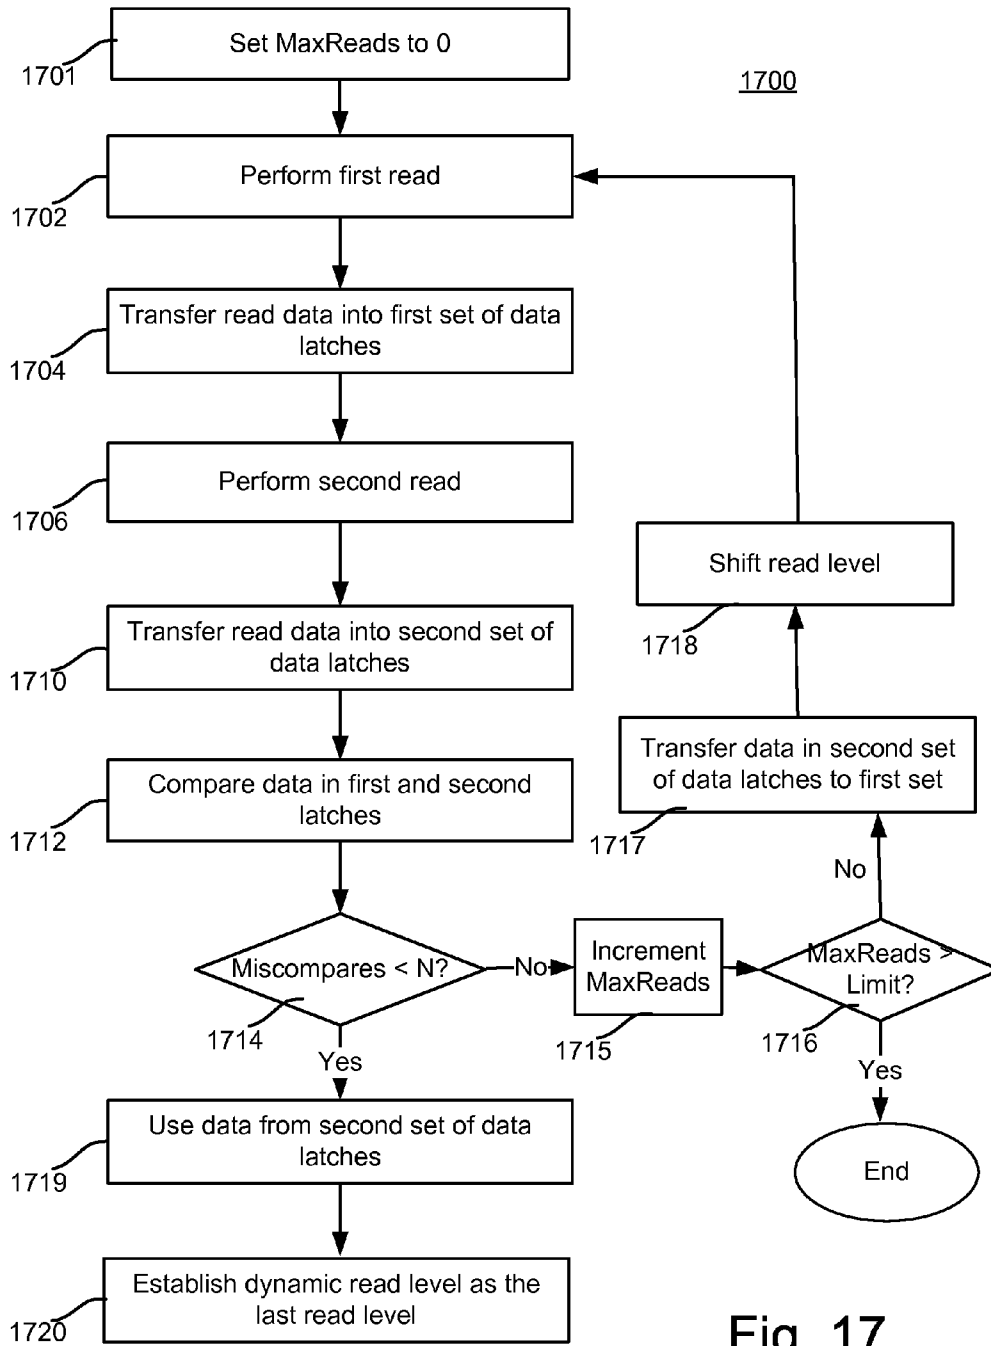 Set MaxReads to 0
1701
1700
Perform first read
1702
Transfer read data into first set of data
latches
1704
Perform second read
1706
Shift read level
1718
Transfer read data into second set of
data latches
1710
Transfer data in second set
of data latches to first set
1717
Compare data in first and second
latches
1712
No
Miscompares < N?
1714
No
Increment
MaxReads
1715
MaxReads >
Limit?
1716
Yes
Yes
Use data from second set of data
latches
1719
End
Establish dynamic read level as the
last read level
1720
Fig. 17